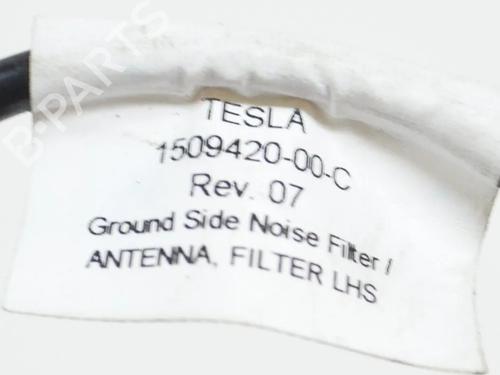 TESLA
1509420-00-C
Rev. 07
Ground Side Noise Filter /
ANTENNA, FILTER LHS
B-PARTS